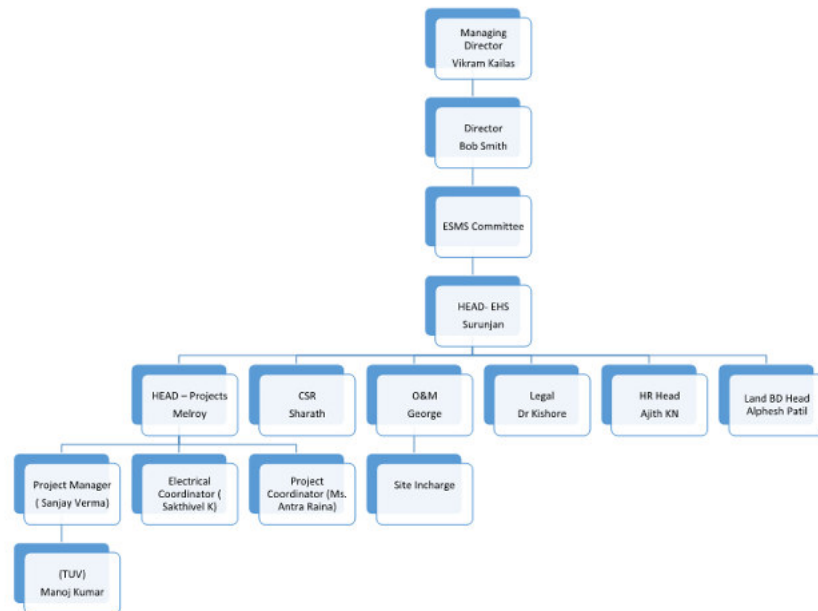 Managing
Director
Vikram Kailas
Director
Bob Smith
ESMS Committee
HEAD- EHS
Surunjan
HEAD – Projects
Melroy
CSR
Sharath
O&M
George
Legal
Dr Kishore
HR Head
Ajith KN
Land BD Head
Alphesh Patil
Project Manager
( Sanjay Verma)
Electrical
Coordinator (
Sakthivel K)
Project
Coordinator (Ms.
Antra Raina)
Site Incharge
(TUV)
Manoj Kumar